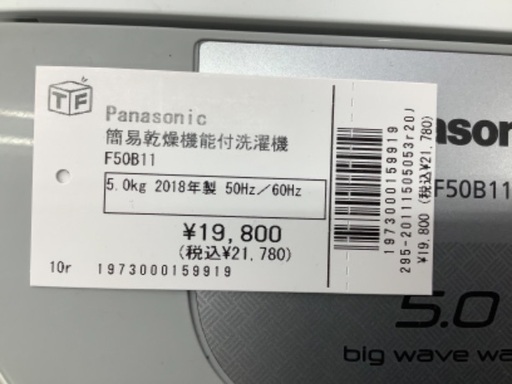 TF
Panasonic
簡易乾燥機能付洗濯機
F50B11
5.0kg 2018年製 50Hz／60Hz
¥19,800
(税込¥21,780)
10r
1973000159919
1973000159919
295-20111505053r20J
¥19,800 (税込¥21,780)
F50B11
5.0
big wave wa